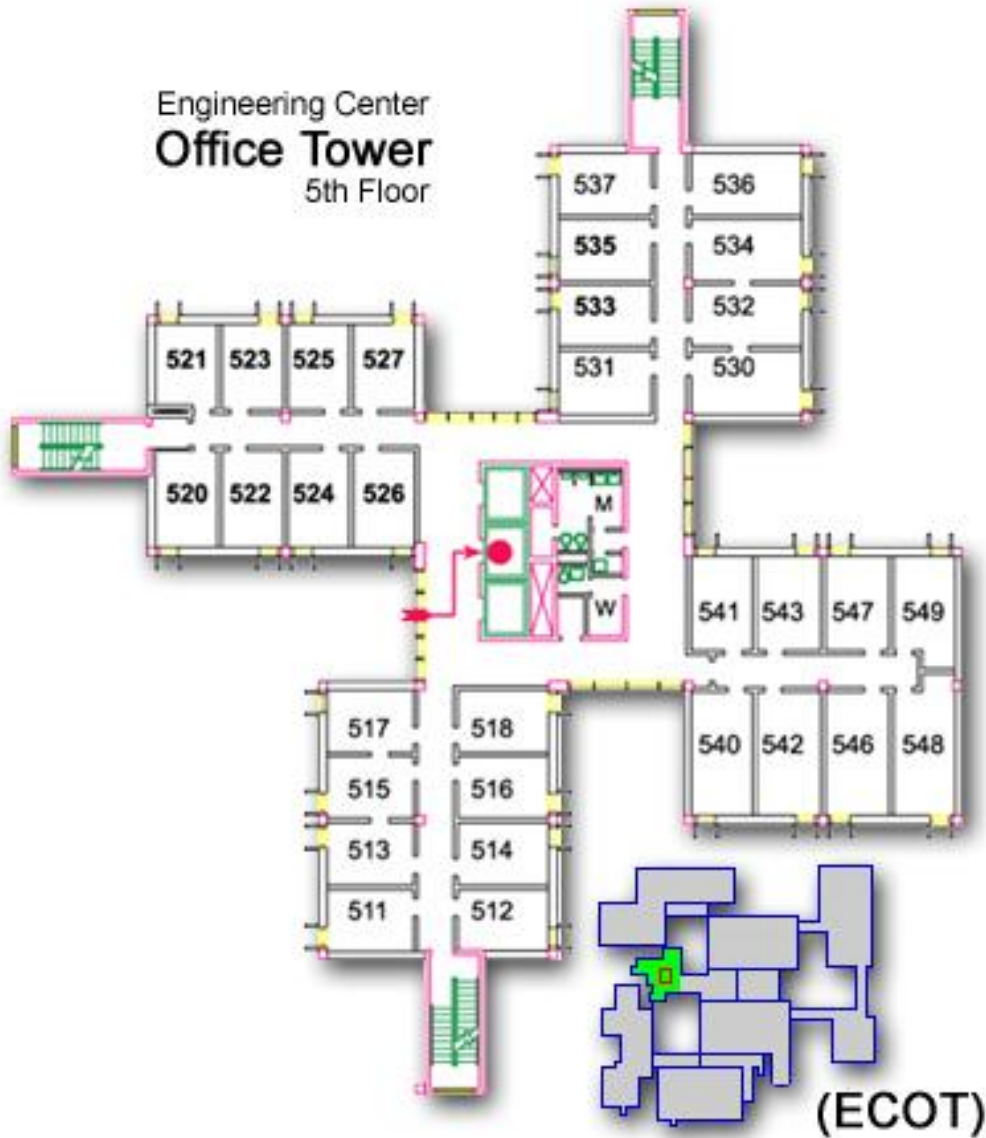 Engineering Center
Office Tower
5th Floor
537 536
535 534
533 532
531 530
521 523 525 527
520 522 524 526
M
W
541 543 547 549
540 542 546 548
517 518
515 516
513 514
511 512
(ECOT)